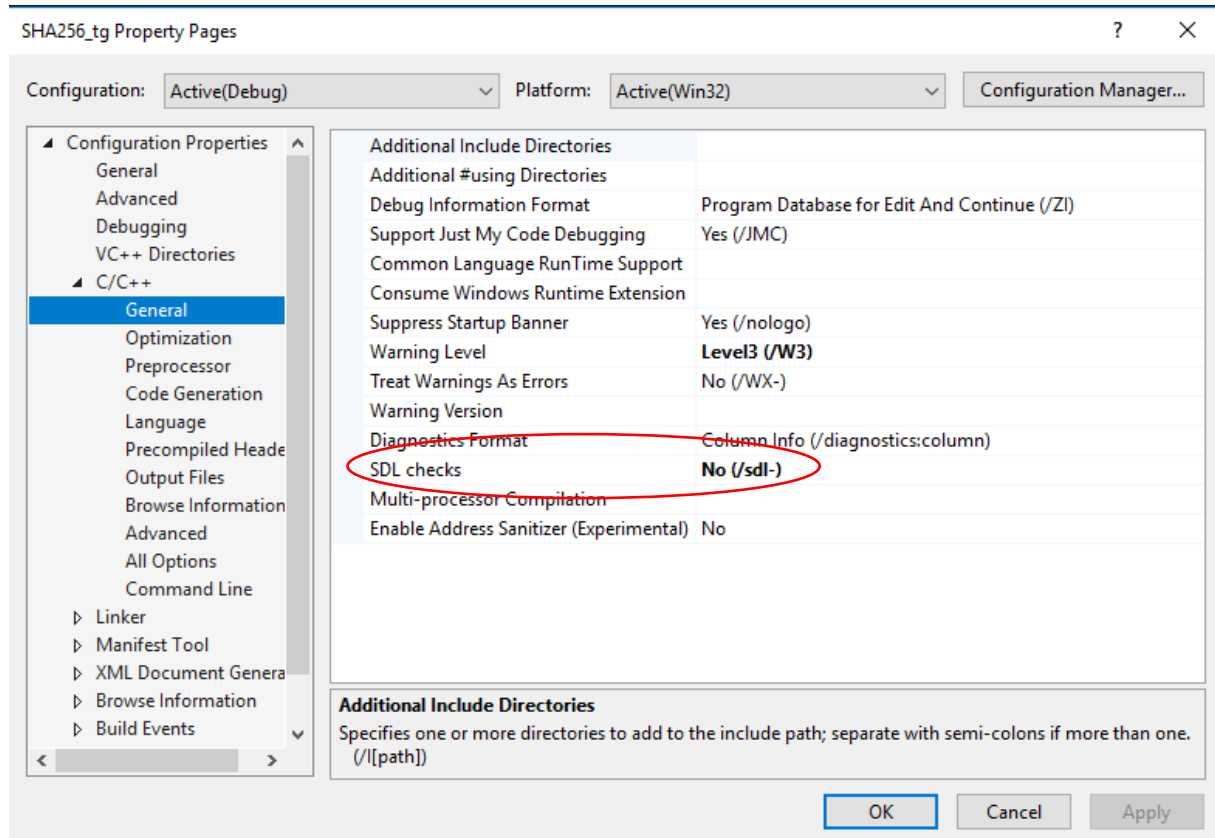 SHA256_tg Property Pages
?
Configuration: Active(Debug) Platform: Active(Win32) Configuration Manager...
Configuration Properties
General
Advanced
Debugging
VC++ Directories
C/C++
General
Optimization
Preprocessor
Code Generation
Language
Precompiled Heade
Output Files
Browse Information
Advanced
All Options
Command Line
Linker
Manifest Tool
XML Document Genera
Browse Information
Build Events
Additional Include Directories
Additional #using Directories
Debug Information Format Program Database for Edit And Continue (/ZI)
Support Just My Code Debugging Yes (/JMC)
Common Language RunTime Support
Consume Windows Runtime Extension
Suppress Startup Banner Yes (/nologo)
Warning Level Level3 (/W3)
Treat Warnings As Errors No (/WX-)
Warning Version
Diagnostics Format Column Info (/diagnostics:column)
SDL checks No (/sdl-)
Multi-processor Compilation
Enable Address Sanitizer (Experimental) No
Additional Include Directories
Specifies one or more directories to add to the include path; separate with semi-colons if more than one.
(/I[path])
OK Cancel Apply